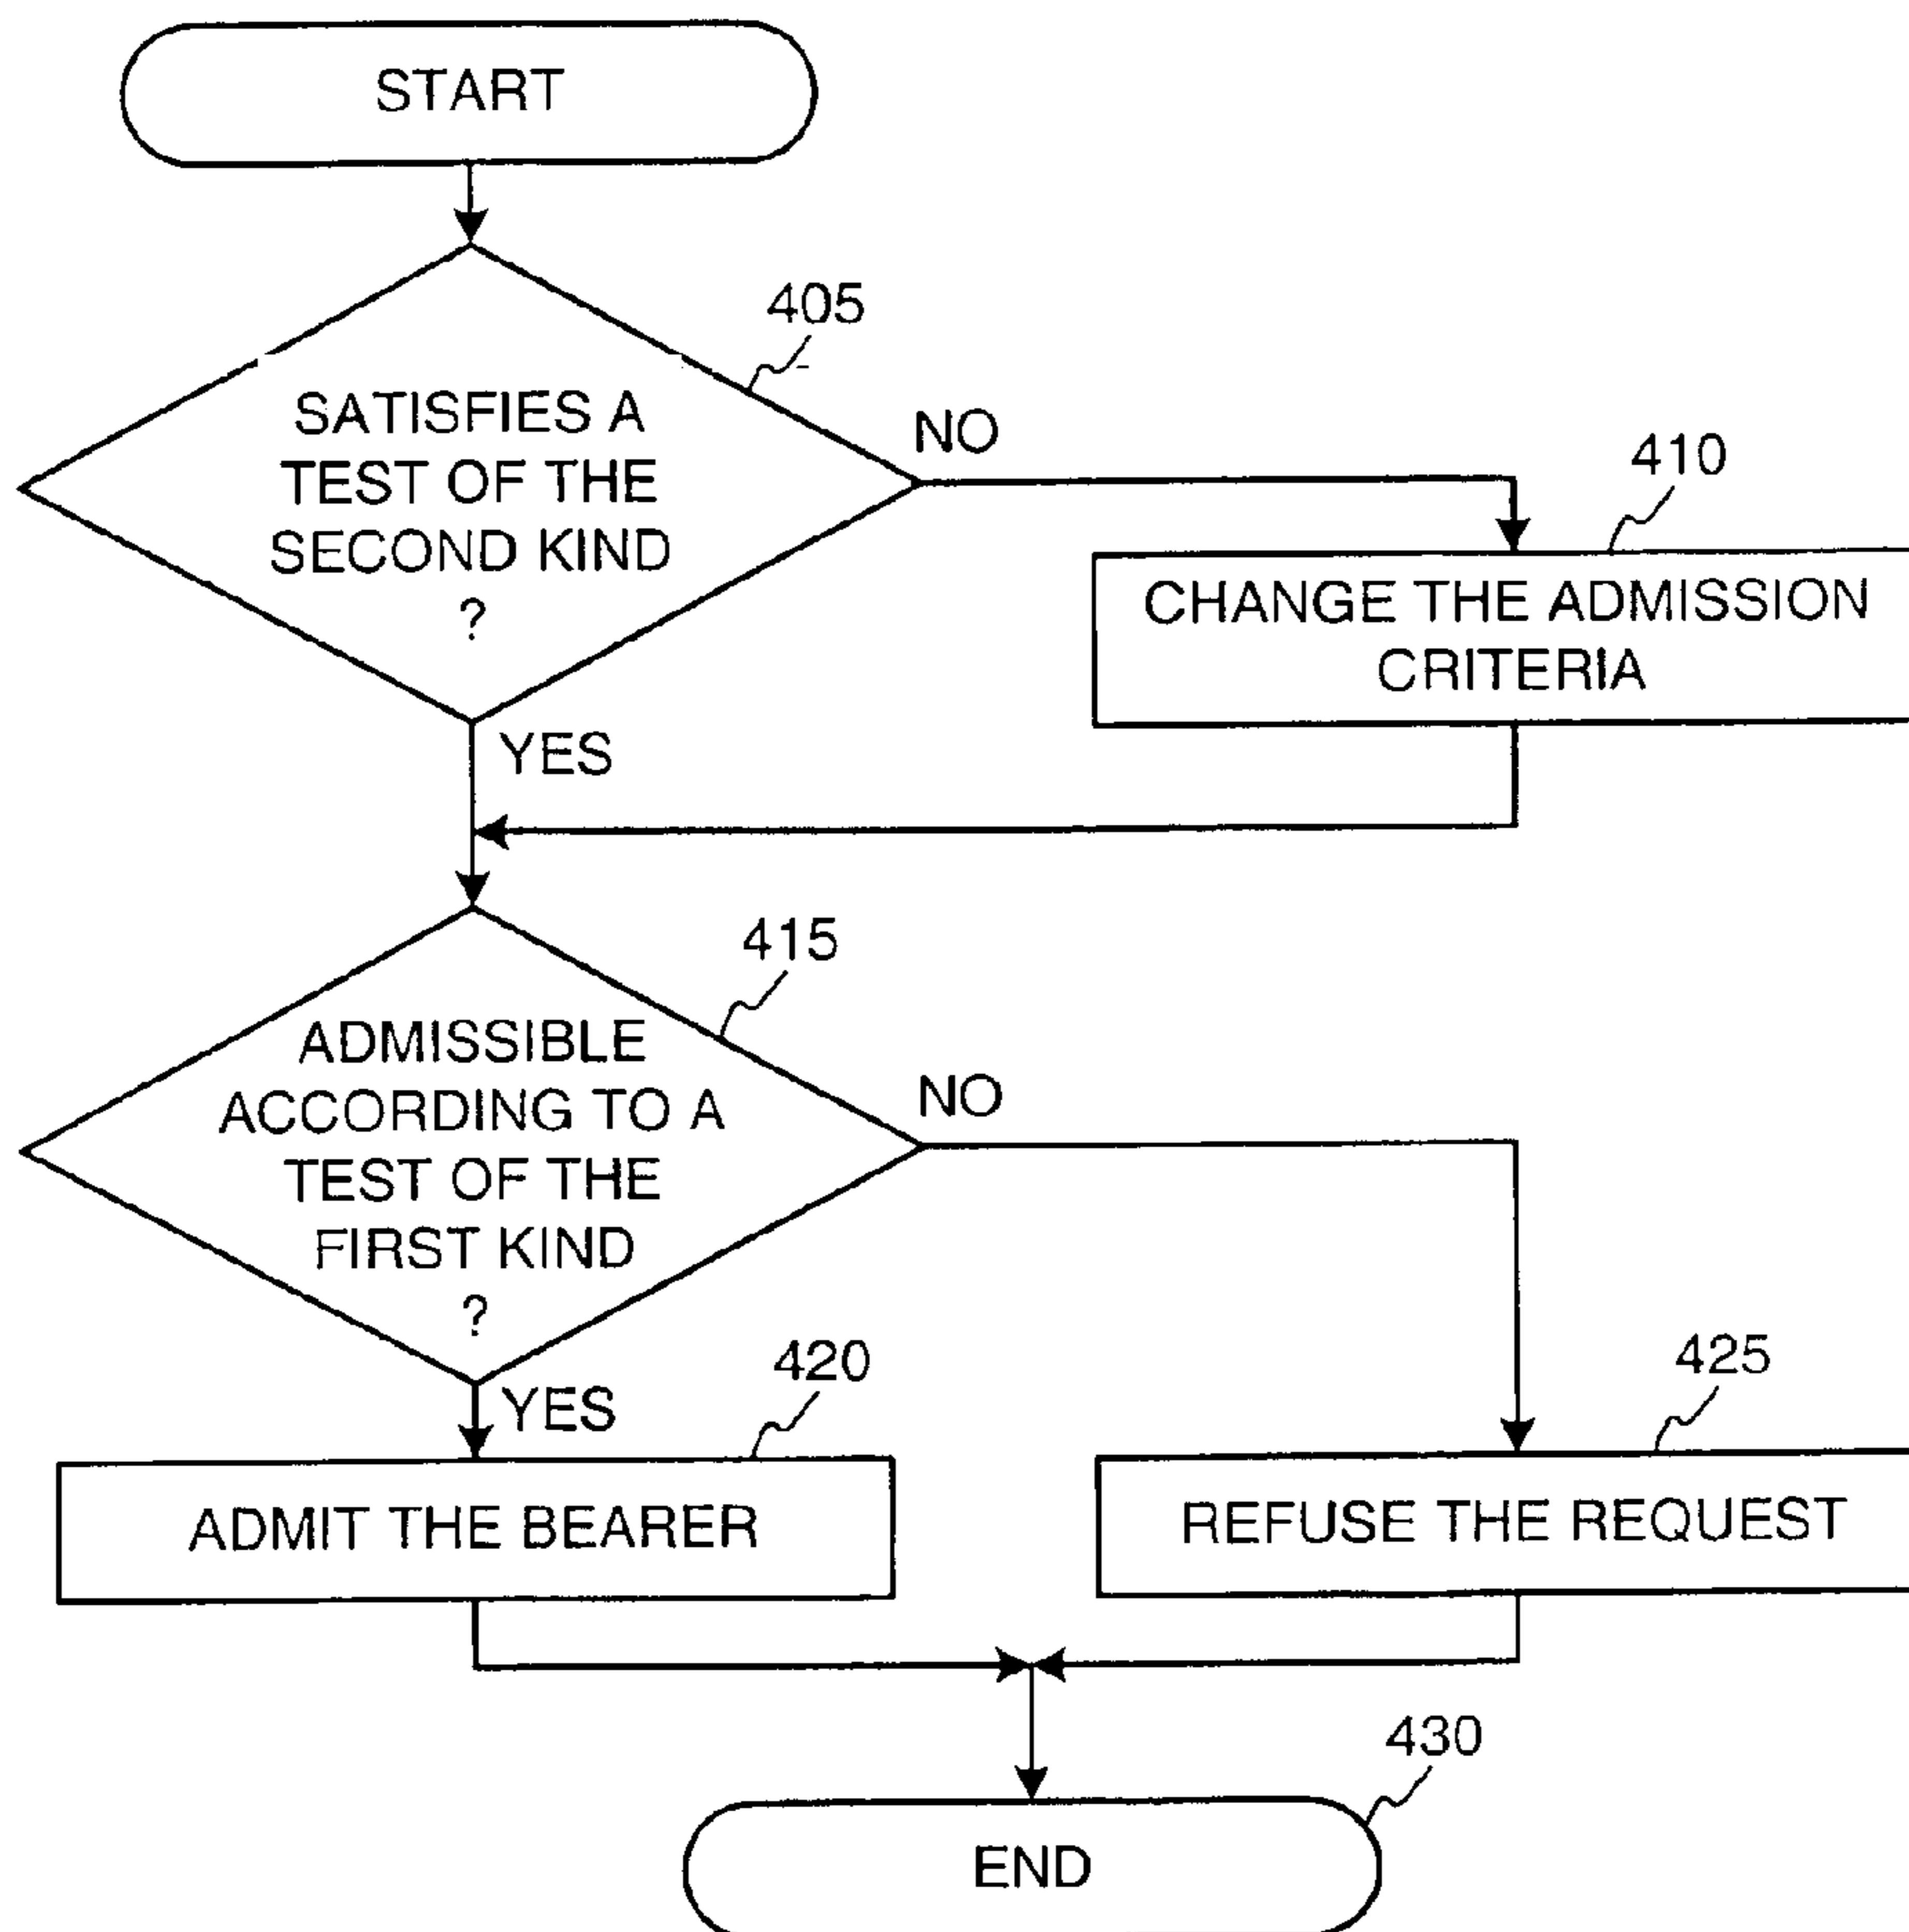 START
405
SATISFIES A
TEST OF THE
SECOND KIND
?
NO
410
CHANGE THE ADMISSION
CRITERIA
YES
415
ADMISSIBLE
ACCORDING TO A
TEST OF THE
FIRST KIND
?
NO
YES
420
ADMIT THE BEARER
425
REFUSE THE REQUEST
430
END